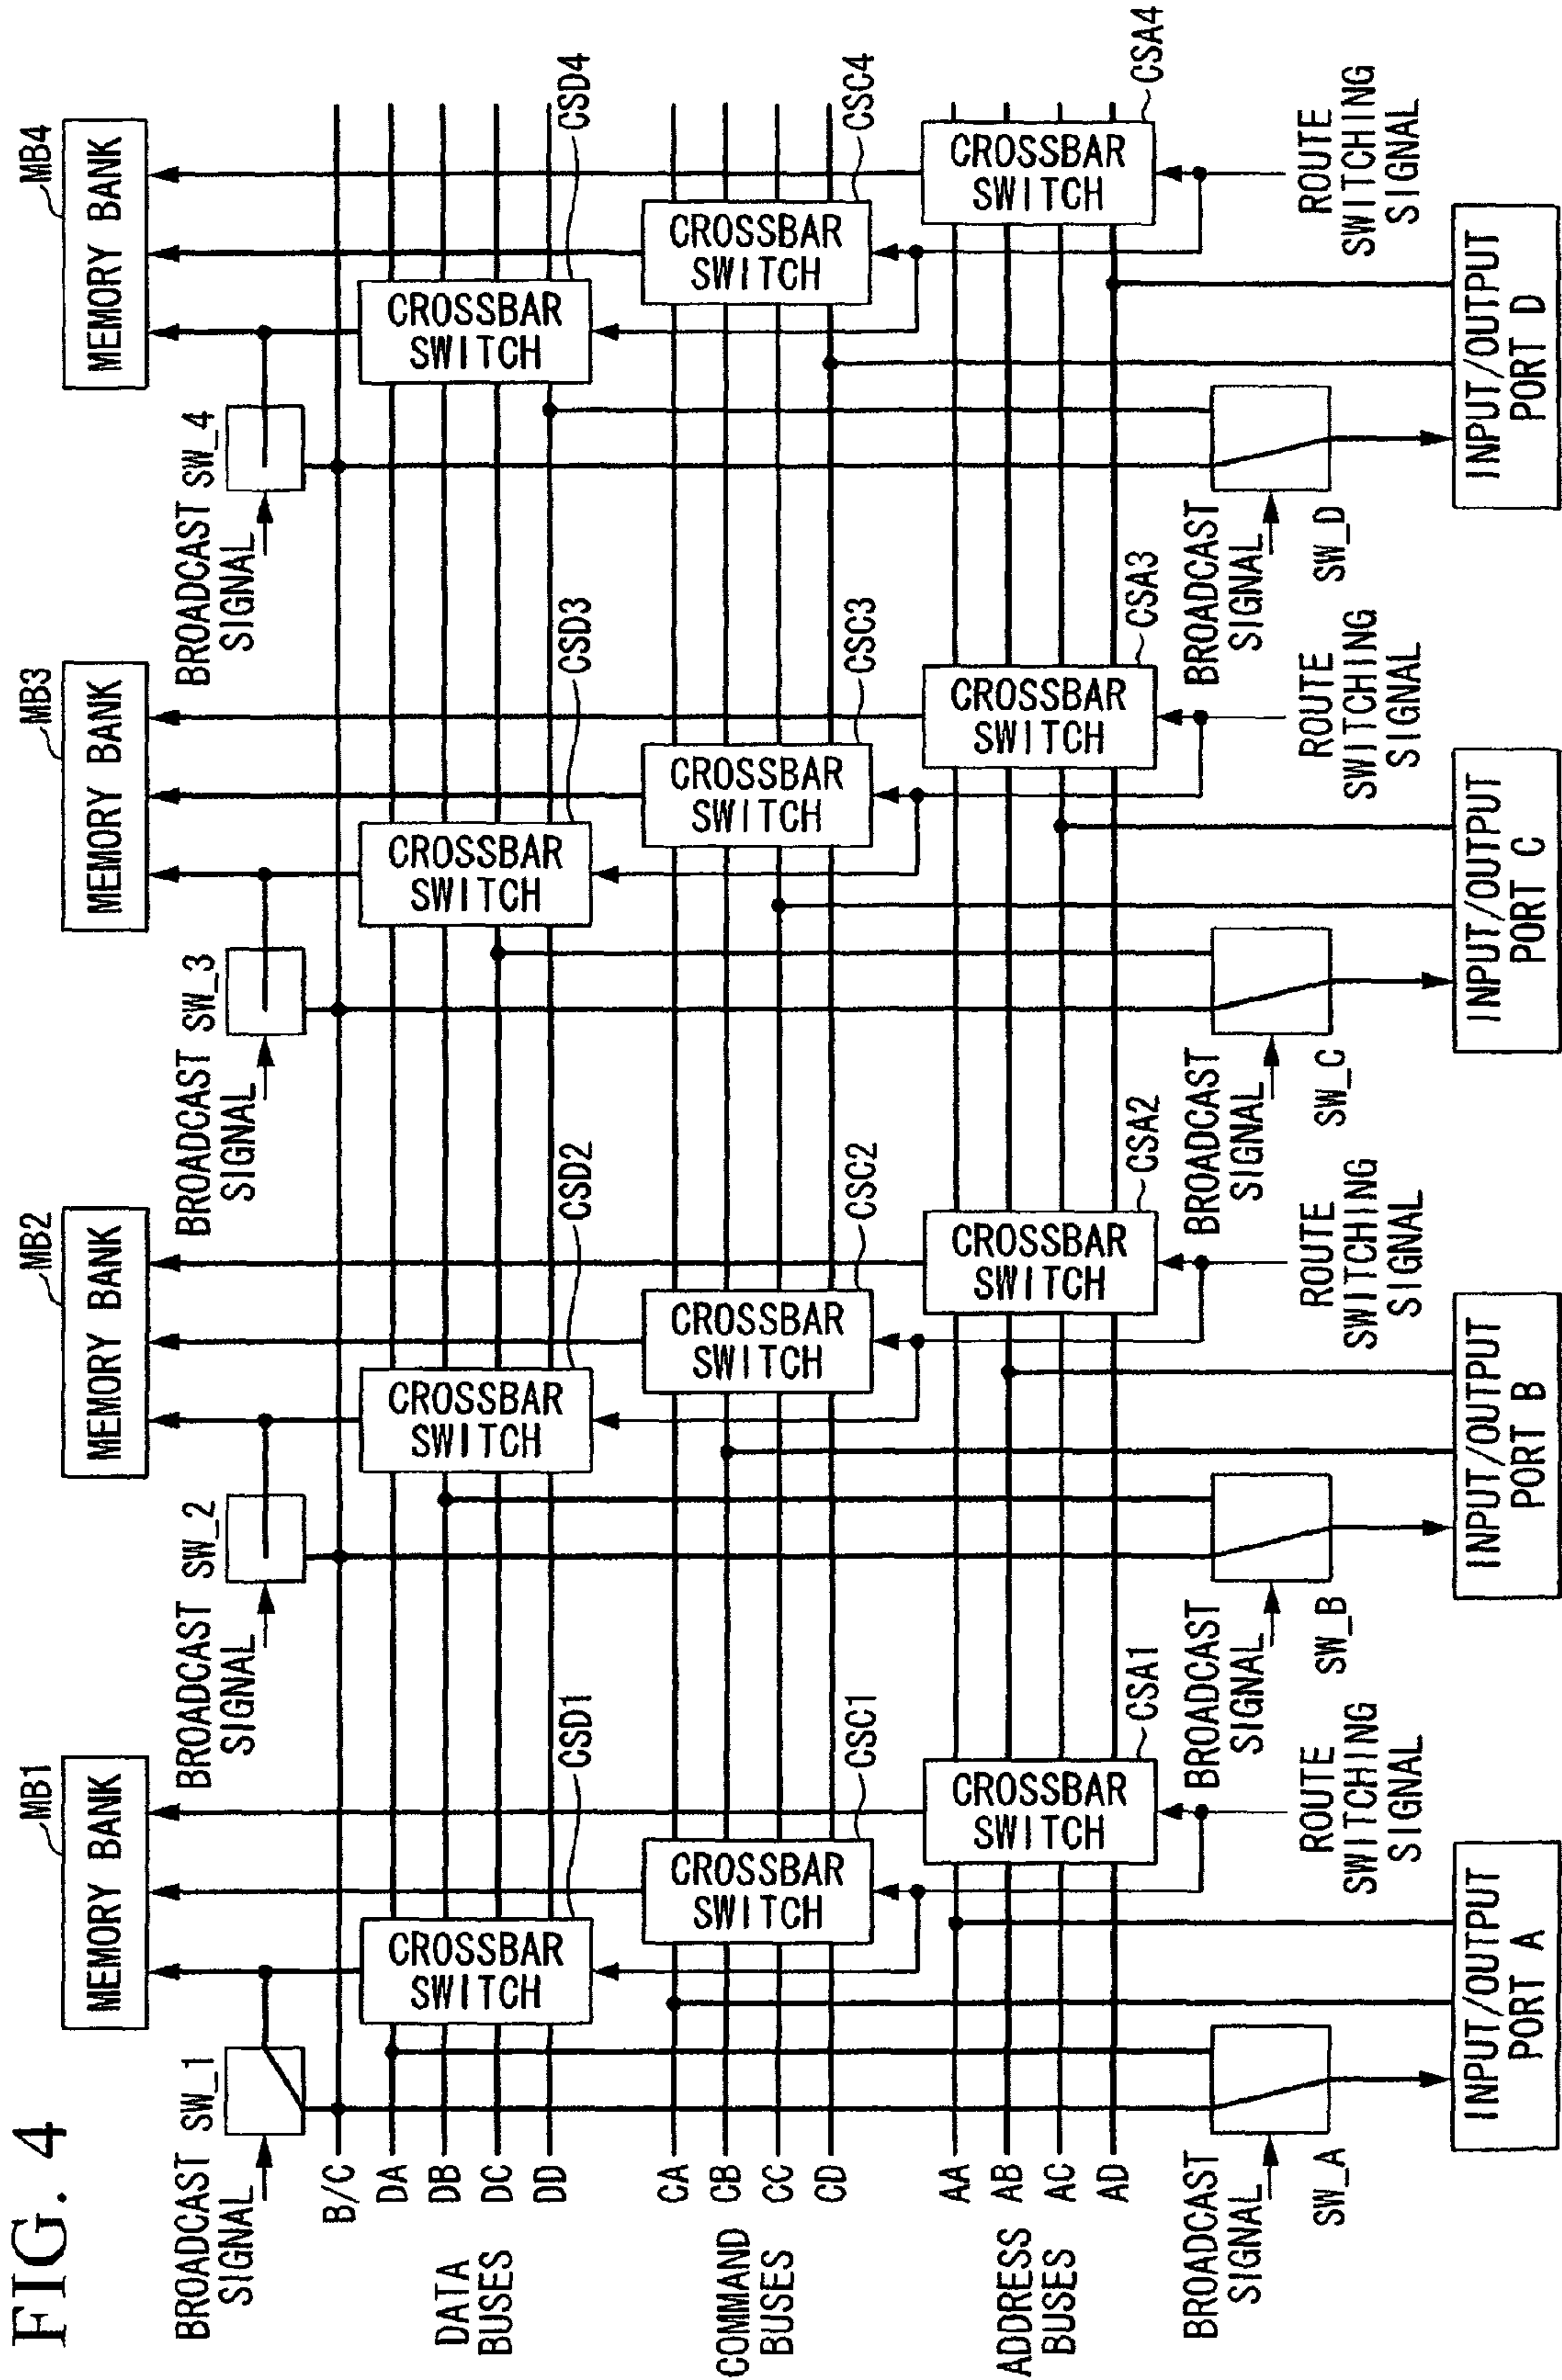 FIG. 4
MB1
MEMORY BANK
MB2
MEMORY BANK
MB3
MEMORY BANK
MB4
MEMORY BANK
BROADCAST
SIGNAL
SW_1
BROADCAST
SIGNAL
SW_2
BROADCAST
SIGNAL
SW_3
BROADCAST
SIGNAL
SW_4
B/C
DATA
BUSES
DA
DB
DC
DD
CROSSBAR
SWITCH
CSD1
CROSSBAR
SWITCH
CSD2
CROSSBAR
SWITCH
CSD3
CROSSBAR
SWITCH
CSD4
COMMAND
BUSES
CA
CB
CC
CD
CROSSBAR
SWITCH
CSC1
CROSSBAR
SWITCH
CSC2
CROSSBAR
SWITCH
CSC3
CROSSBAR
SWITCH
CSC4
ADDRESS
BUSES
AA
AB
AC
AD
CROSSBAR
SWITCH
CSA1
CROSSBAR
SWITCH
CSA2
CROSSBAR
SWITCH
CSA3
CROSSBAR
SWITCH
CSA4
BROADCAST
SIGNAL
SW_A
ROUTE
SWITCHING
SIGNAL
BROADCAST
SIGNAL
SW_B
ROUTE
SWITCHING
SIGNAL
BROADCAST
SIGNAL
SW_C
ROUTE
SWITCHING
SIGNAL
BROADCAST
SIGNAL
SW_D
ROUTE
SWITCHING
SIGNAL
INPUT/OUTPUT
PORT A
INPUT/OUTPUT
PORT B
INPUT/OUTPUT
PORT C
INPUT/OUTPUT
PORT D